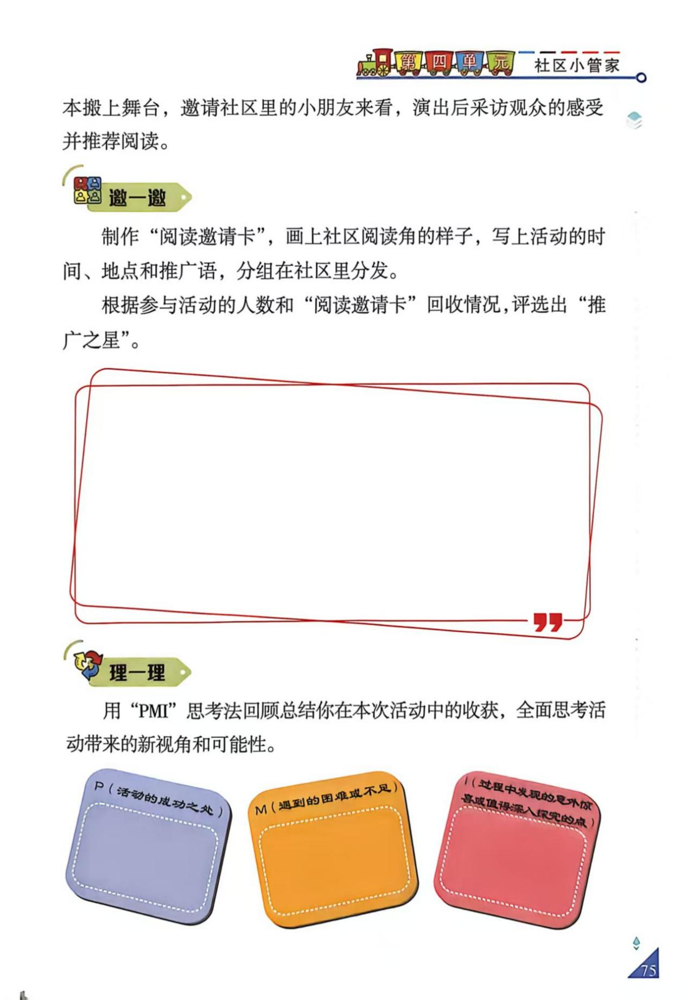 第四单元 社区小管家
本搬上舞台，邀请社区里的小朋友来看，演出后采访观众的感受
并推荐阅读。
邀一邀
制作“阅读邀请卡”，画上社区阅读角的样子，写上活动的时
间、地点和推广语，分组在社区里分发。
根据参与活动的人数和“阅读邀请卡”回收情况，评选出“推
广之星”。
理一理
用“PMI”思考法回顾总结你在本次活动中的收获，全面思考活
动带来的新视角和可能性。
P（活动的成功之处）
M（遇到的困难或不足）
I（过程中发现的意外惊
喜或值得深入探究的点）
75